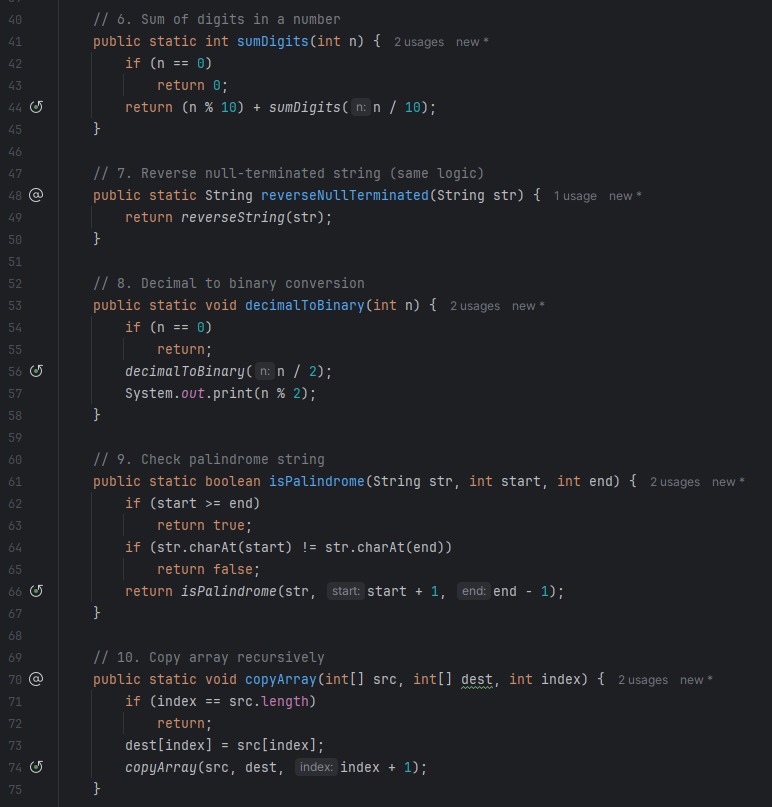 40 // 6. Sum of digits in a number
41 public static int sumDigits(int n) { 2 usages new *
42 if (n == 0)
43 return 0;
44 return (n % 10) + sumDigits( n: n / 10);
45 }
46
47 // 7. Reverse null-terminated string (same logic)
48 @ public static String reverseNullTerminated(String str) { 1 usage new *
49 return reverseString(str);
50 }
51
52 // 8. Decimal to binary conversion
53 public static void decimalToBinary(int n) { 2 usages new *
54 if (n == 0)
55 return;
56 decimalToBinary( n: n / 2);
57 System.out.print(n % 2);
58 }
59
60 // 9. Check palindrome string
61 public static boolean isPalindrome(String str, int start, int end) { 2 usages new *
62 if (start >= end)
63 return true;
64 if (str.charAt(start) != str.charAt(end))
65 return false;
66 return isPalindrome(str, start: start + 1, end: end - 1);
67 }
68
69 // 10. Copy array recursively
70 @ public static void copyArray(int[] src, int[] dest, int index) { 2 usages new *
71 if (index == src.length)
72 return;
73 dest[index] = src[index];
74 copyArray(src, dest, index: index + 1);
75 }